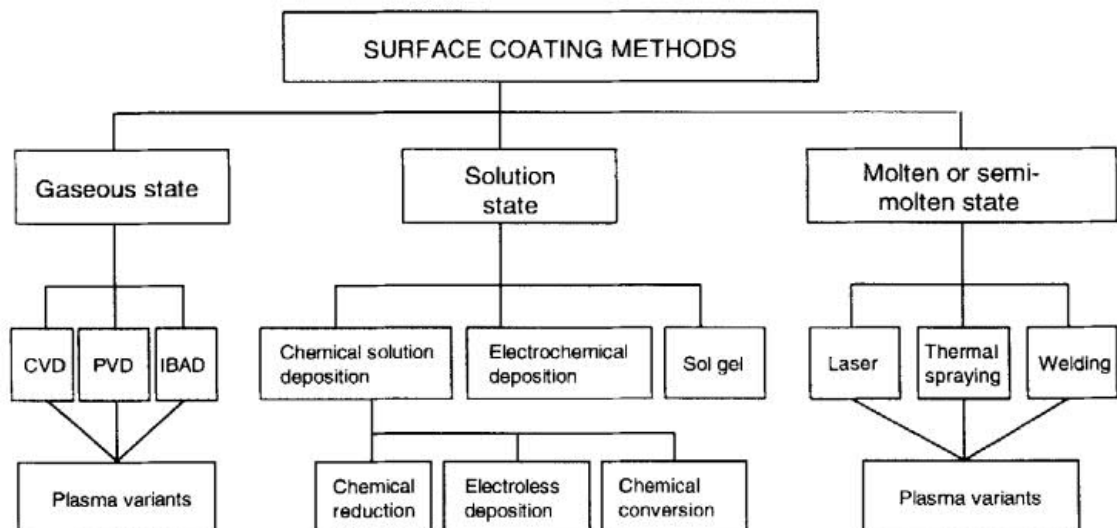 SURFACE COATING METHODS
Gaseous state
Solution
state
Molten or semi-
molten state
CVD
PVD
IBAD
Chemical solution
deposition
Electrochemical
deposition
Sol gel
Laser
Thermal
spraying
Welding
Plasma variants
Chemical
reduction
Electroless
deposition
Chemical
conversion
Plasma variants